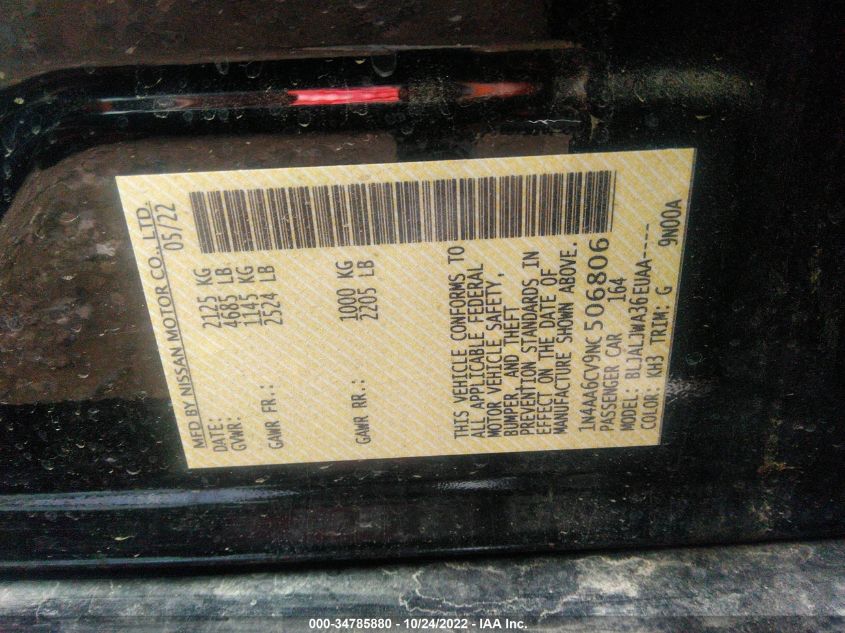 MFD BY NISSAN MOTOR CO., LTD.
DATE: 05/22
GVWR: 2125 KG
4685 LB
GAWR FR.: 1145 KG
2524 LB
GAWR RR.: 1000 KG
2205 LB
THIS VEHICLE CONFORMS TO
ALL APPLICABLE FEDERAL
MOTOR VEHICLE SAFETY,
BUMPER, AND THEFT
PREVENTION STANDARDS IN
EFFECT ON THE DATE OF
MANUFACTURE SHOWN ABOVE.
1N4AA6CV9NC506806
PASSENGER CAR 164
MODEL: BLJALJWA36EUAA----
COLOR: KH3 TRIM: G 9N00A
000-34785880 - 10/24/2022 - IAA Inc.